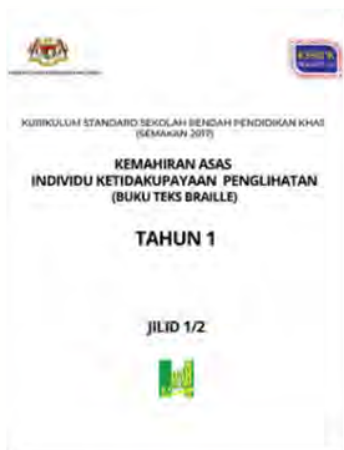 KURIKULUM STANDARD SEKOLAH RENDAH PENDIDIKAN KHAS
(SEMAKAN 2017)
KEMAHIRAN ASAS
INDIVIDU KETIDAKUPAYAAN PENGLIHATAN
(BUKU TEKS BRAILLE)
TAHUN 1
JILID 1/2